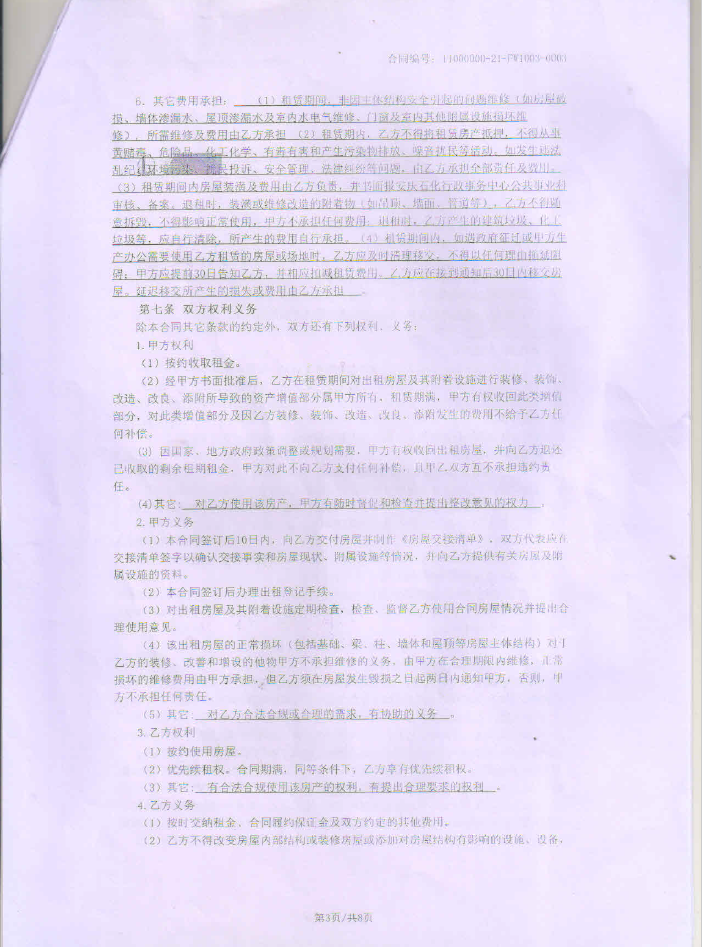 合同编号：11000000-21-FW1003-0003
6. 其它费用承担：（1）租赁期间，非因主体结构安全引起的问题维修（如房屋破
损、墙体渗漏水、屋顶渗漏水及室内水电气维修、门窗及室内其他附属设施损坏维
修），所需维修及费用由乙方承担（2）租赁期内，乙方不得将租赁房产抵押，不得从事
黄赌毒、危险品、化工化学、有毒有害和产生污染物排放、噪音扰民等活动，如发生违法
乱纪、环境污染、扰民投诉、安全管理、法律纠纷等问题，由乙方承担全部责任及费用。
（3）租赁期间内房屋装潢及费用由乙方负责，并书面报安庆石化行政事务中心公共事业科
审核、备案。退租时，装潢或维修改造的附着物（如吊顶、墙面、管道等），乙方不得随
意拆毁，不得影响正常使用，甲方不承担任何费用；退租前，乙方产生的建筑垃圾、化工
垃圾等，应自行清除，所产生的费用自行承担。（4）租赁期间内，如遇政府征迁或甲方生
产办公需要使用乙方租赁的房屋或场地时，乙方应及时清理移交，不得以任何理由拖延阻
碍；甲方应提前30日告知乙方，并相应扣减租赁费用。乙方应在接到通知后30日内移交房
屋。延迟移交所产生的损失或费用由乙方承担。
第七条 双方权利义务
除本合同其它条款的约定外，双方还有下列权利、义务：
1.甲方权利
（1）按约收取租金。
（2）经甲方书面批准后，乙方在租赁期间对出租房屋及其附着设施进行装修、装饰、
改造、改良、添附所导致的资产增值部分属甲方所有，租赁期满，甲方有权收回此类增值
部分，对此类增值部分及因乙方装修、装饰、改造、改良、添附发生的费用不给予乙方任
何补偿。
(3) 因国家、地方政府政策调整或规划需要，甲方有权收回出租房屋，并向乙方退还
已收取的剩余租期租金，甲方对此不向乙方支付任何补偿，且甲乙双方互不承担违约责
任。
(4)其它：对乙方使用该房产，甲方有随时督促和检查并提出整改意见的权力。
2.甲方义务
（1）本合同签订后10日内，向乙方交付房屋并制作《房屋交接清单》，双方代表应在
交接清单签字以确认交接事实和房屋现状、附属设施等情况，并向乙方提供有关房屋及附
属设施的资料。
（2）本合同签订后办理出租登记手续。
（3）对出租房屋及其附着设施定期检查，检查、监督乙方使用合同房屋情况并提出合
理使用意见。
（4）该出租房屋的正常损坏（包括基础、梁、柱、墙体和屋顶等房屋主体结构）对于
乙方的装修、改善和增设的他物甲方不承担维修的义务，由甲方在合理期限内维修，正常
损坏的维修费用由甲方承担，但乙方须在房屋发生毁损之日起两日内通知甲方，否则，甲
方不承担任何责任。
（5）其它：对乙方合法合规或合理的需求，有协助的义务。
3.乙方权利
（1）按约使用房屋。
（2）优先续租权。合同期满，同等条件下，乙方享有优先续租权。
（3）其它：有合法合规使用该房产的权利，有提出合理要求的权利。
4.乙方义务
（1）按时交纳租金、合同履约保证金及双方约定的其他费用。
（2）乙方不得改变房屋内部结构或装修房屋或添加对房屋结构有影响的设施、设备，
第3页/共8页